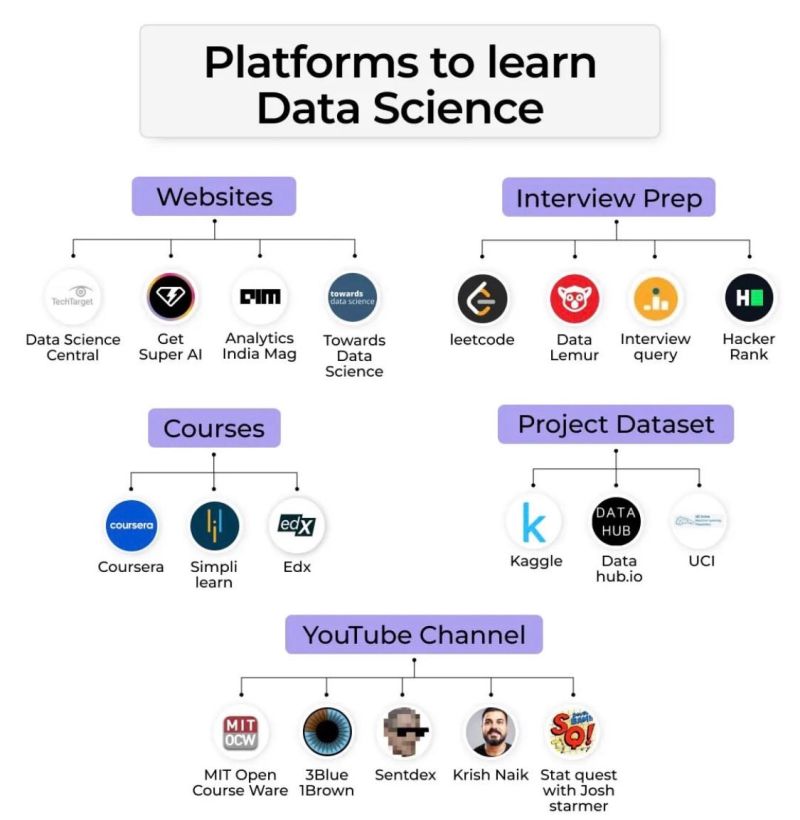 Platforms to learn
Data Science
Websites
TechTarget
Data Science
Central
Get
Super AI
AIM
Analytics
India Mag
towards
data science
Towards
Data
Science
Interview Prep
leetcode
Data
Lemur
Interview
query
H
Hacker
Rank
Courses
coursera
Coursera
Simpli
learn
edX
Edx
Project Dataset
k
Kaggle
DATA
HUB
Data
hub.io
UCI
YouTube Channel
MIT
OCW
MIT Open
Course Ware
3Blue
1Brown
Sentdex
Krish Naik
SQ!
Stat quest
with Josh
starmer